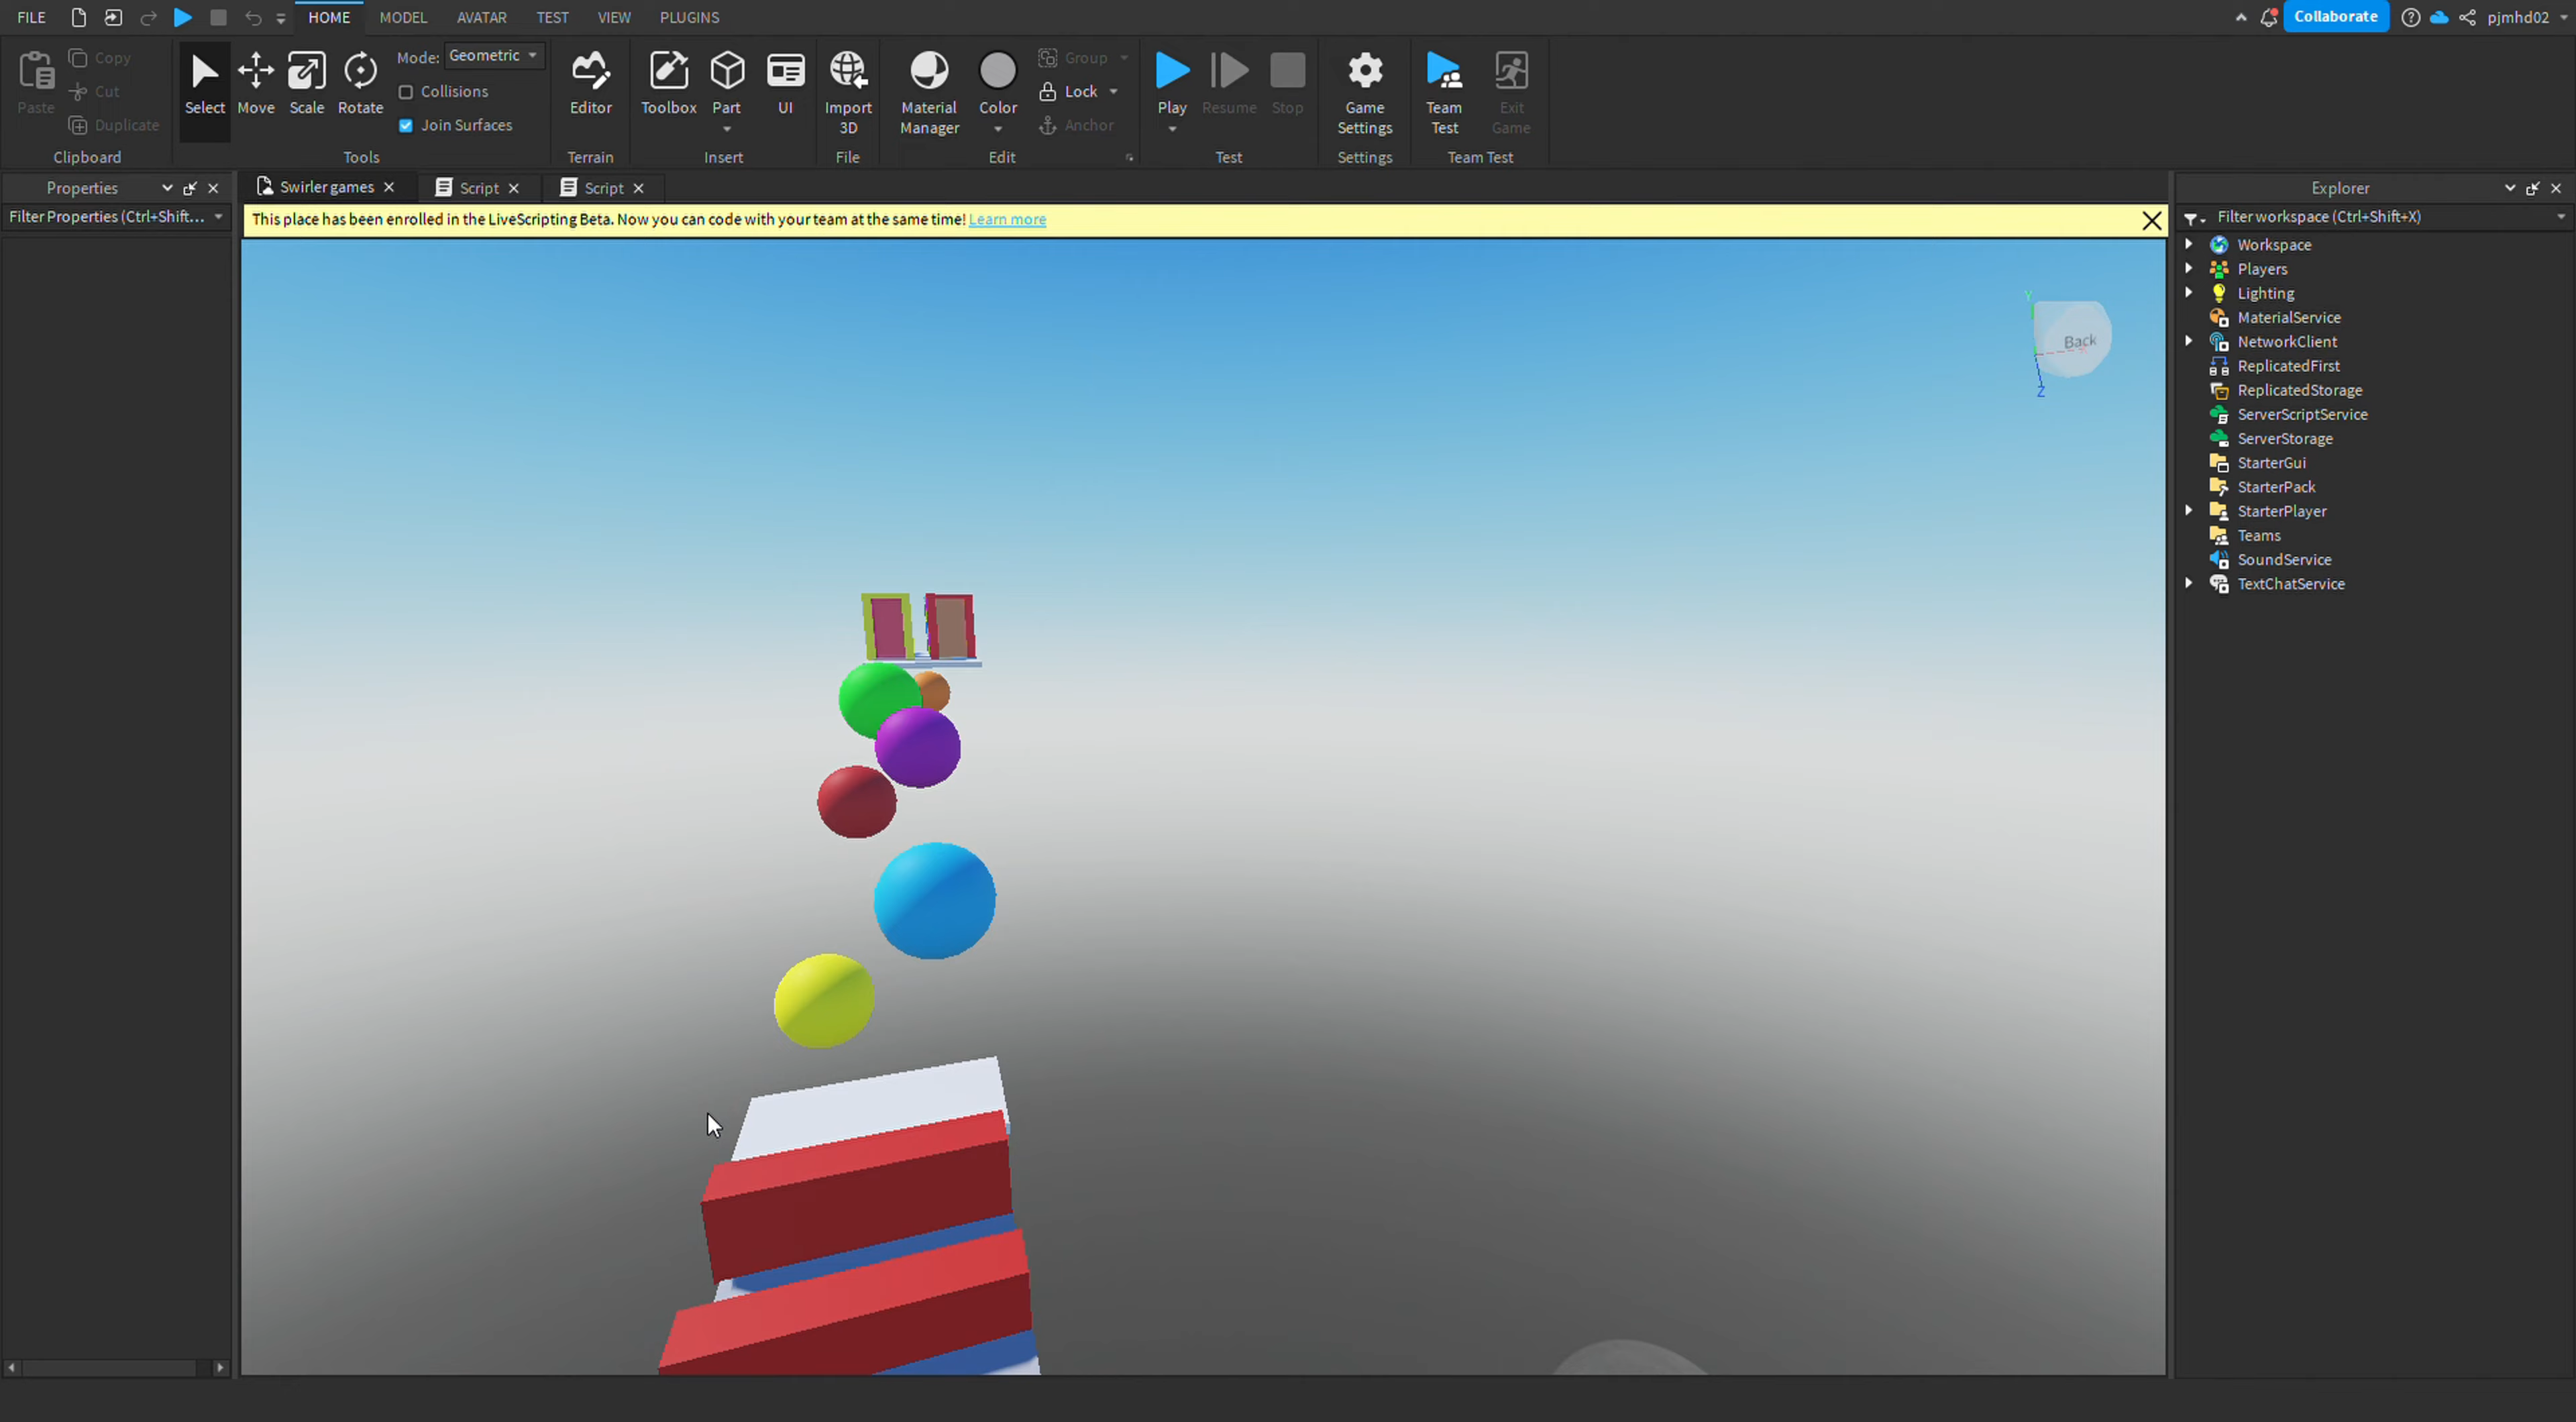 FILE HOME MODEL AVATAR TEST VIEW PLUGINS Collaborate pjmhd02
Paste Copy Cut Duplicate
Clipboard
Select Move Scale Rotate
Mode: Geometric
Collisions
Join Surfaces
Tools
Editor
Terrain
Toolbox Part UI
Insert
Import 3D
File
Material Manager Color Group Lock Anchor
Edit
Play Resume Stop
Test
Game Settings
Settings
Team Test Exit Game
Team Test
Properties
Filter Properties (Ctrl+Shift...
Swirler games Script Script
This place has been enrolled in the LiveScripting Beta. Now you can code with your team at the same time! Learn more
Y
Back
Z
Explorer
Filter workspace (Ctrl+Shift+X)
Workspace
Players
Lighting
MaterialService
NetworkClient
ReplicatedFirst
ReplicatedStorage
ServerScriptService
ServerStorage
StarterGui
StarterPack
StarterPlayer
Teams
SoundService
TextChatService